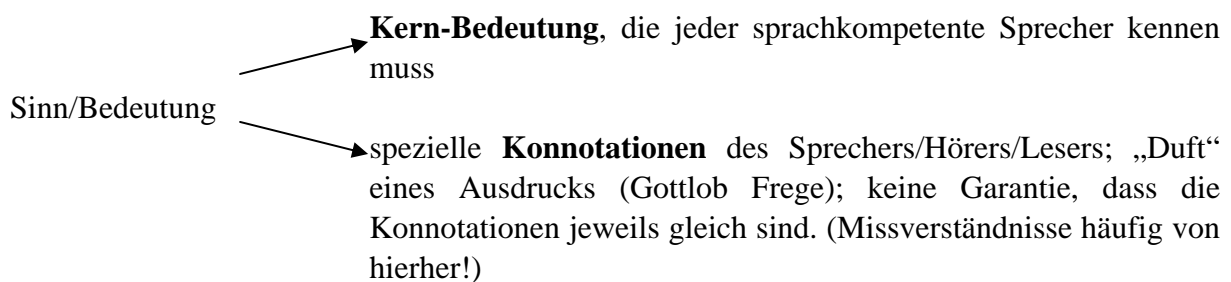 Kern-Bedeutung, die jeder sprachkompetente Sprecher kennen
muss
Sinn/Bedeutung
spezielle Konnotationen des Sprechers/Hörers/Lesers; „Duft“
eines Ausdrucks (Gottlob Frege); keine Garantie, dass die
Konnotationen jeweils gleich sind. (Missverständnisse häufig von
hierher!)